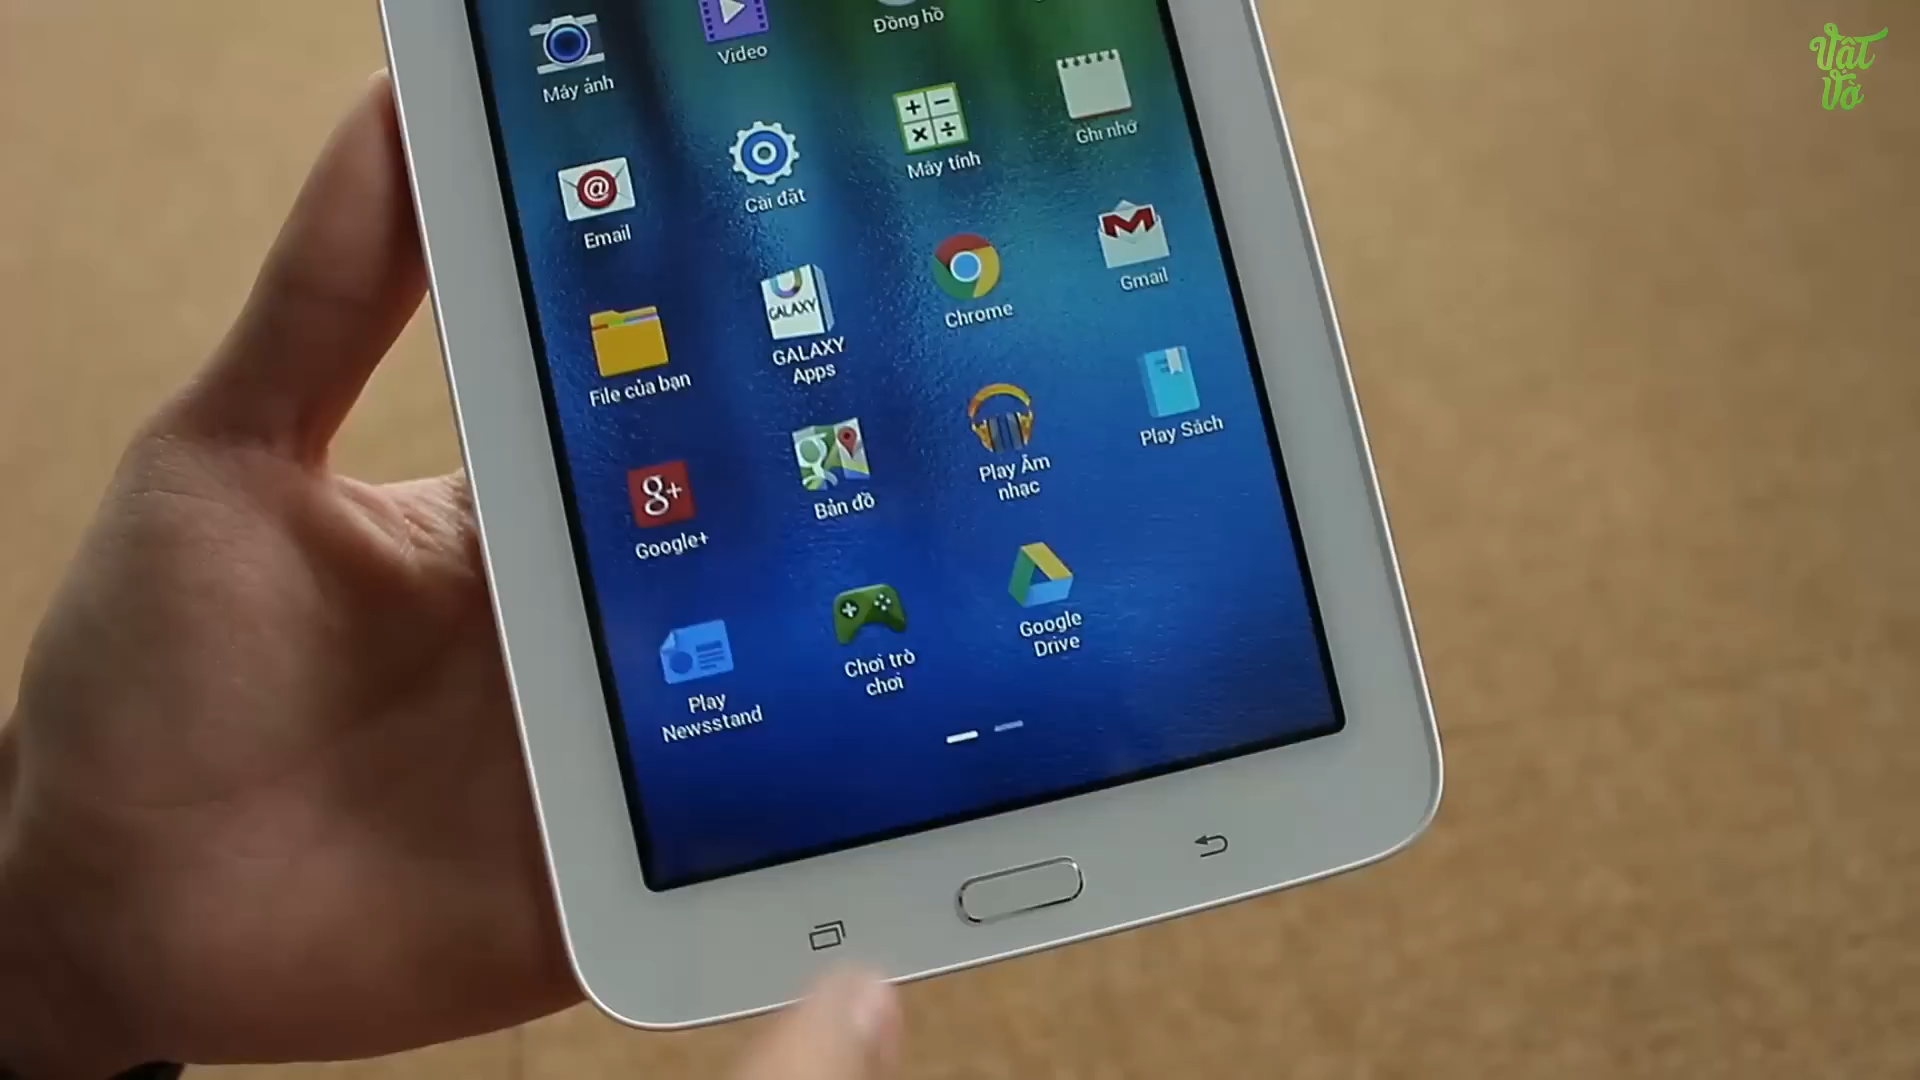 Vật
Vờ
Đồng hồ
Video
Máy ảnh
Ghi nhớ
Máy tính
Cài đặt
Email
Gmail
Chrome
GALAXY
GALAXY
Apps
File của bạn
Play Sách
Play Âm
nhạc
Bản đồ
g+
Google+
Google
Drive
Chơi trò
chơi
Play
Newsstand